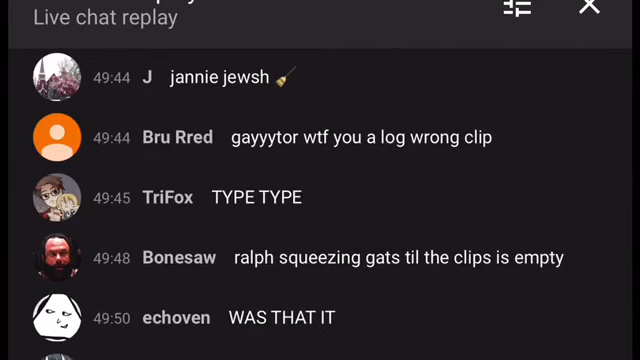 Live chat replay
49:44 J jannie jewsh 🧹
49:44 Bru Rred gayyytor wtf you a log wrong clip
49:45 TriFox TYPE TYPE
49:48 Bonesaw ralph squeezing gats til the clips is empty
49:50 echoven WAS THAT IT